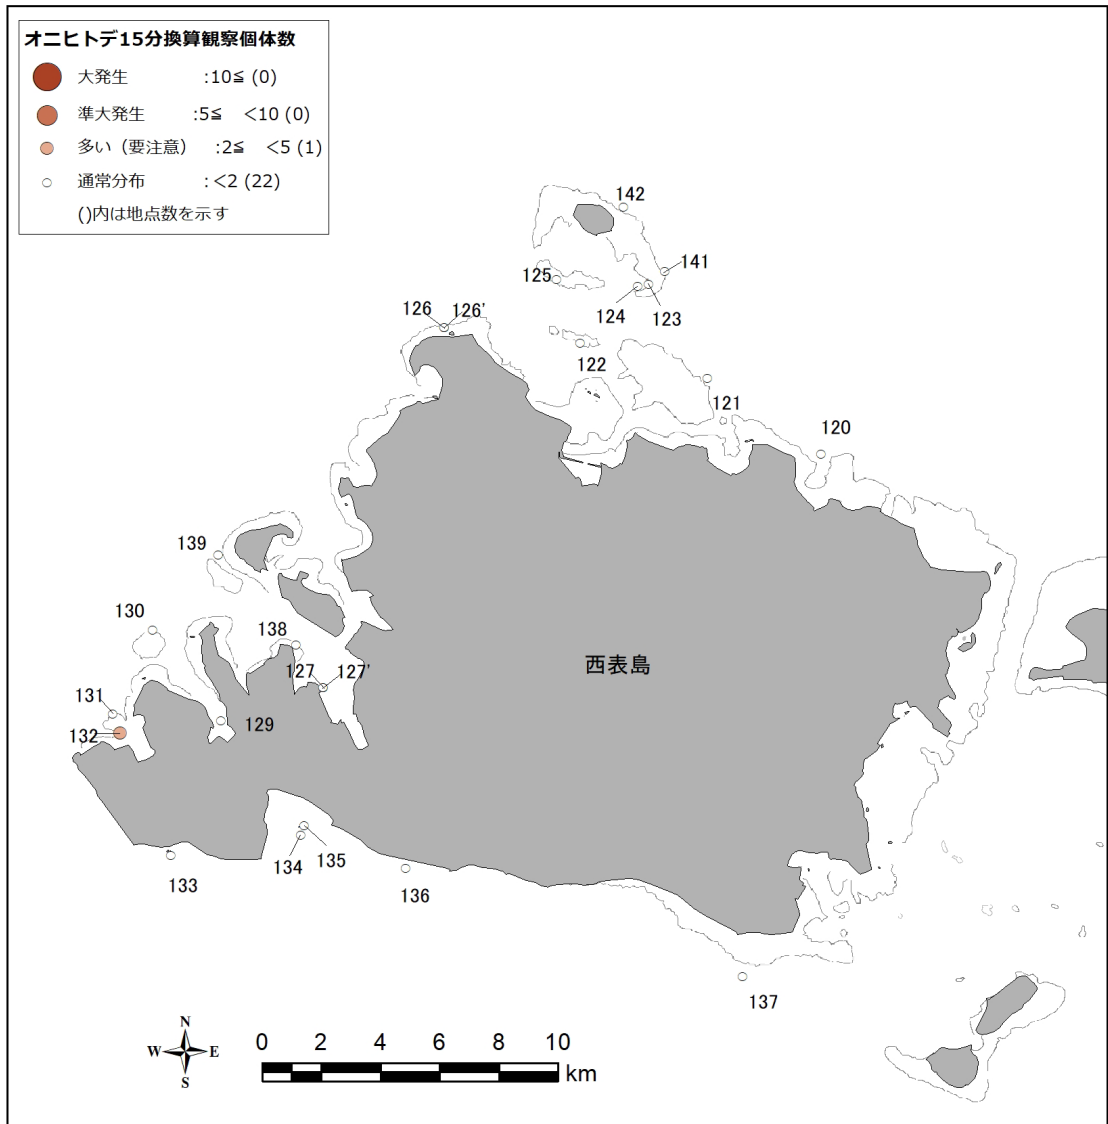 オニヒトデ15分換算観察個体数
大発生 :10≦ (0)
準大発生 :5≦ <10 (0)
多い（要注意） :2≦ <5 (1)
通常分布 :<2 (22)
()内は地点数を示す
142
141
125
124
123
126 126'
122
121
120
139
130
138
西表島
127 127'
131
129
132
135
134
133
136
137
N
W E
S
0 2 4 6 8 10
km